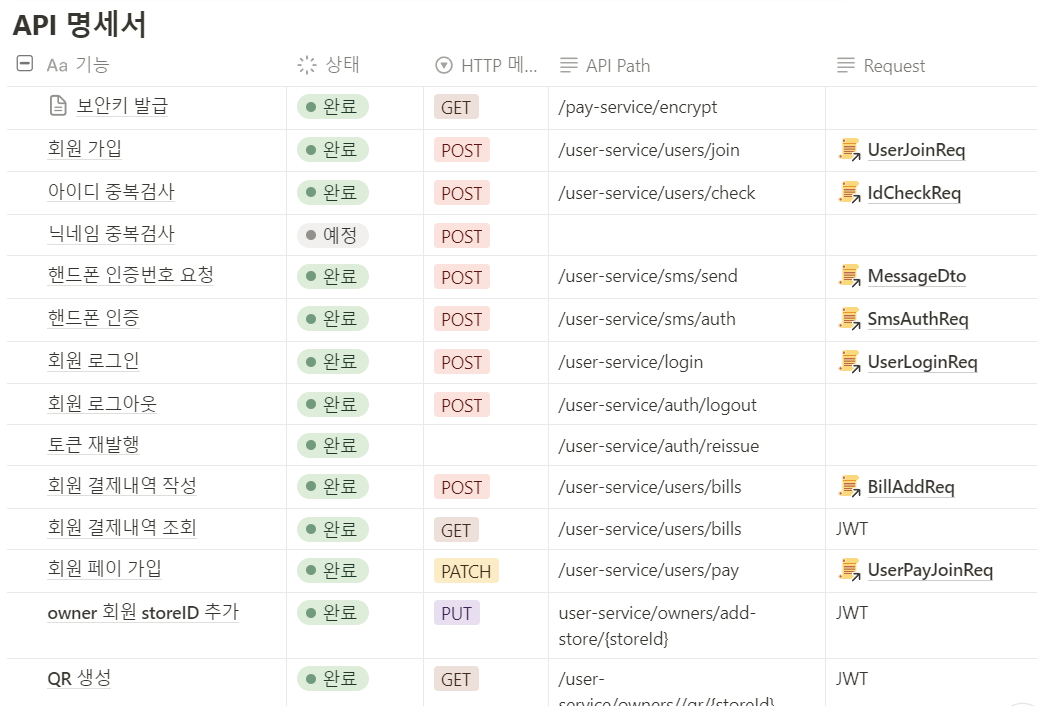 API 명세서
Aa 기능 상태 HTTP 메... API Path Request
보안키 발급 완료 GET /pay-service/encrypt
회원 가입 완료 POST /user-service/users/join UserJoinReq
아이디 중복검사 완료 POST /user-service/users/check IdCheckReq
닉네임 중복검사 예정 POST
핸드폰 인증번호 요청 완료 POST /user-service/sms/send MessageDto
핸드폰 인증 완료 POST /user-service/sms/auth SmsAuthReq
회원 로그인 완료 POST /user-service/login UserLoginReq
회원 로그아웃 완료 POST /user-service/auth/logout
토큰 재발행 완료 /user-service/auth/reissue
회원 결제내역 작성 완료 POST /user-service/users/bills BillAddReq
회원 결제내역 조회 완료 GET /user-service/users/bills JWT
회원 페이 가입 완료 PATCH /user-service/users/pay UserPayJoinReq
owner 회원 storeID 추가 완료 PUT user-service/owners/add- JWT
store/{storeId}
QR 생성 완료 GET /user- JWT
service/owners//qr/{storeId}